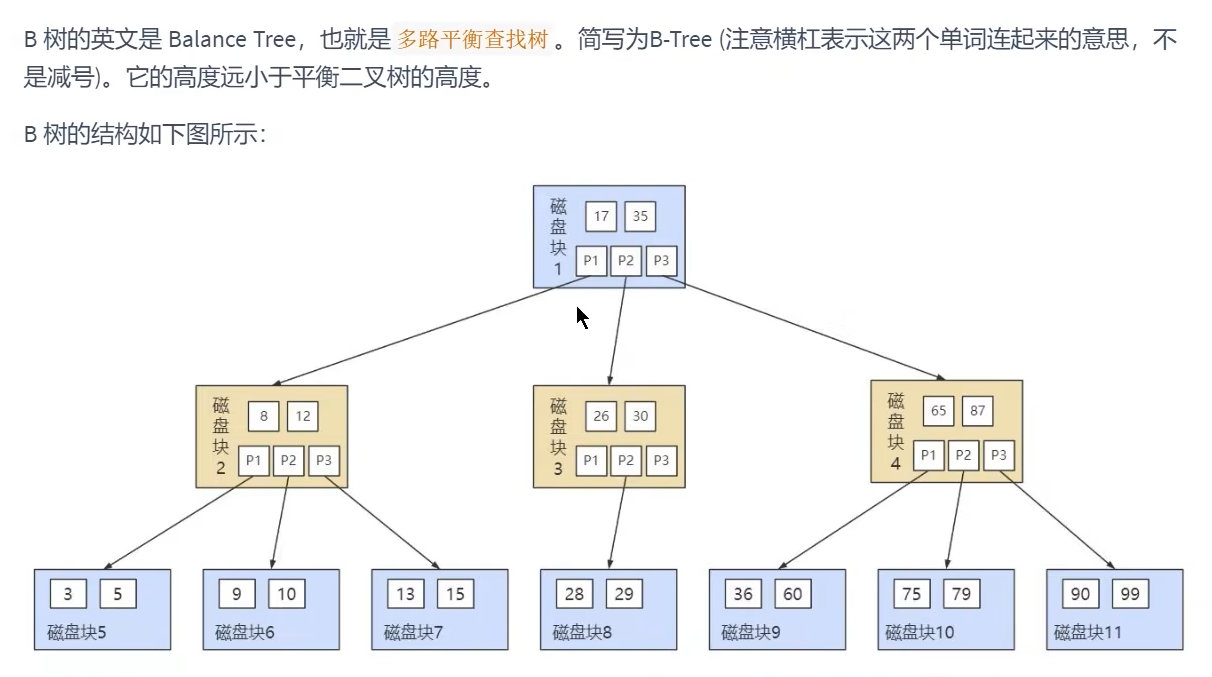 B 树的英文是 Balance Tree，也就是 多路平衡查找树 。简写为B-Tree (注意横杠表示这两个单词连起来的意思，不
是减号)。它的高度远小于平衡二叉树的高度。
B 树的结构如下图所示：
磁盘块1
17 35
P1 P2 P3
磁盘块2
8 12
P1 P2 P3
磁盘块3
26 30
P1 P2 P3
磁盘块4
65 87
P1 P2 P3
3 5
磁盘块5
9 10
磁盘块6
13 15
磁盘块7
28 29
磁盘块8
36 60
磁盘块9
75 79
磁盘块10
90 99
磁盘块11